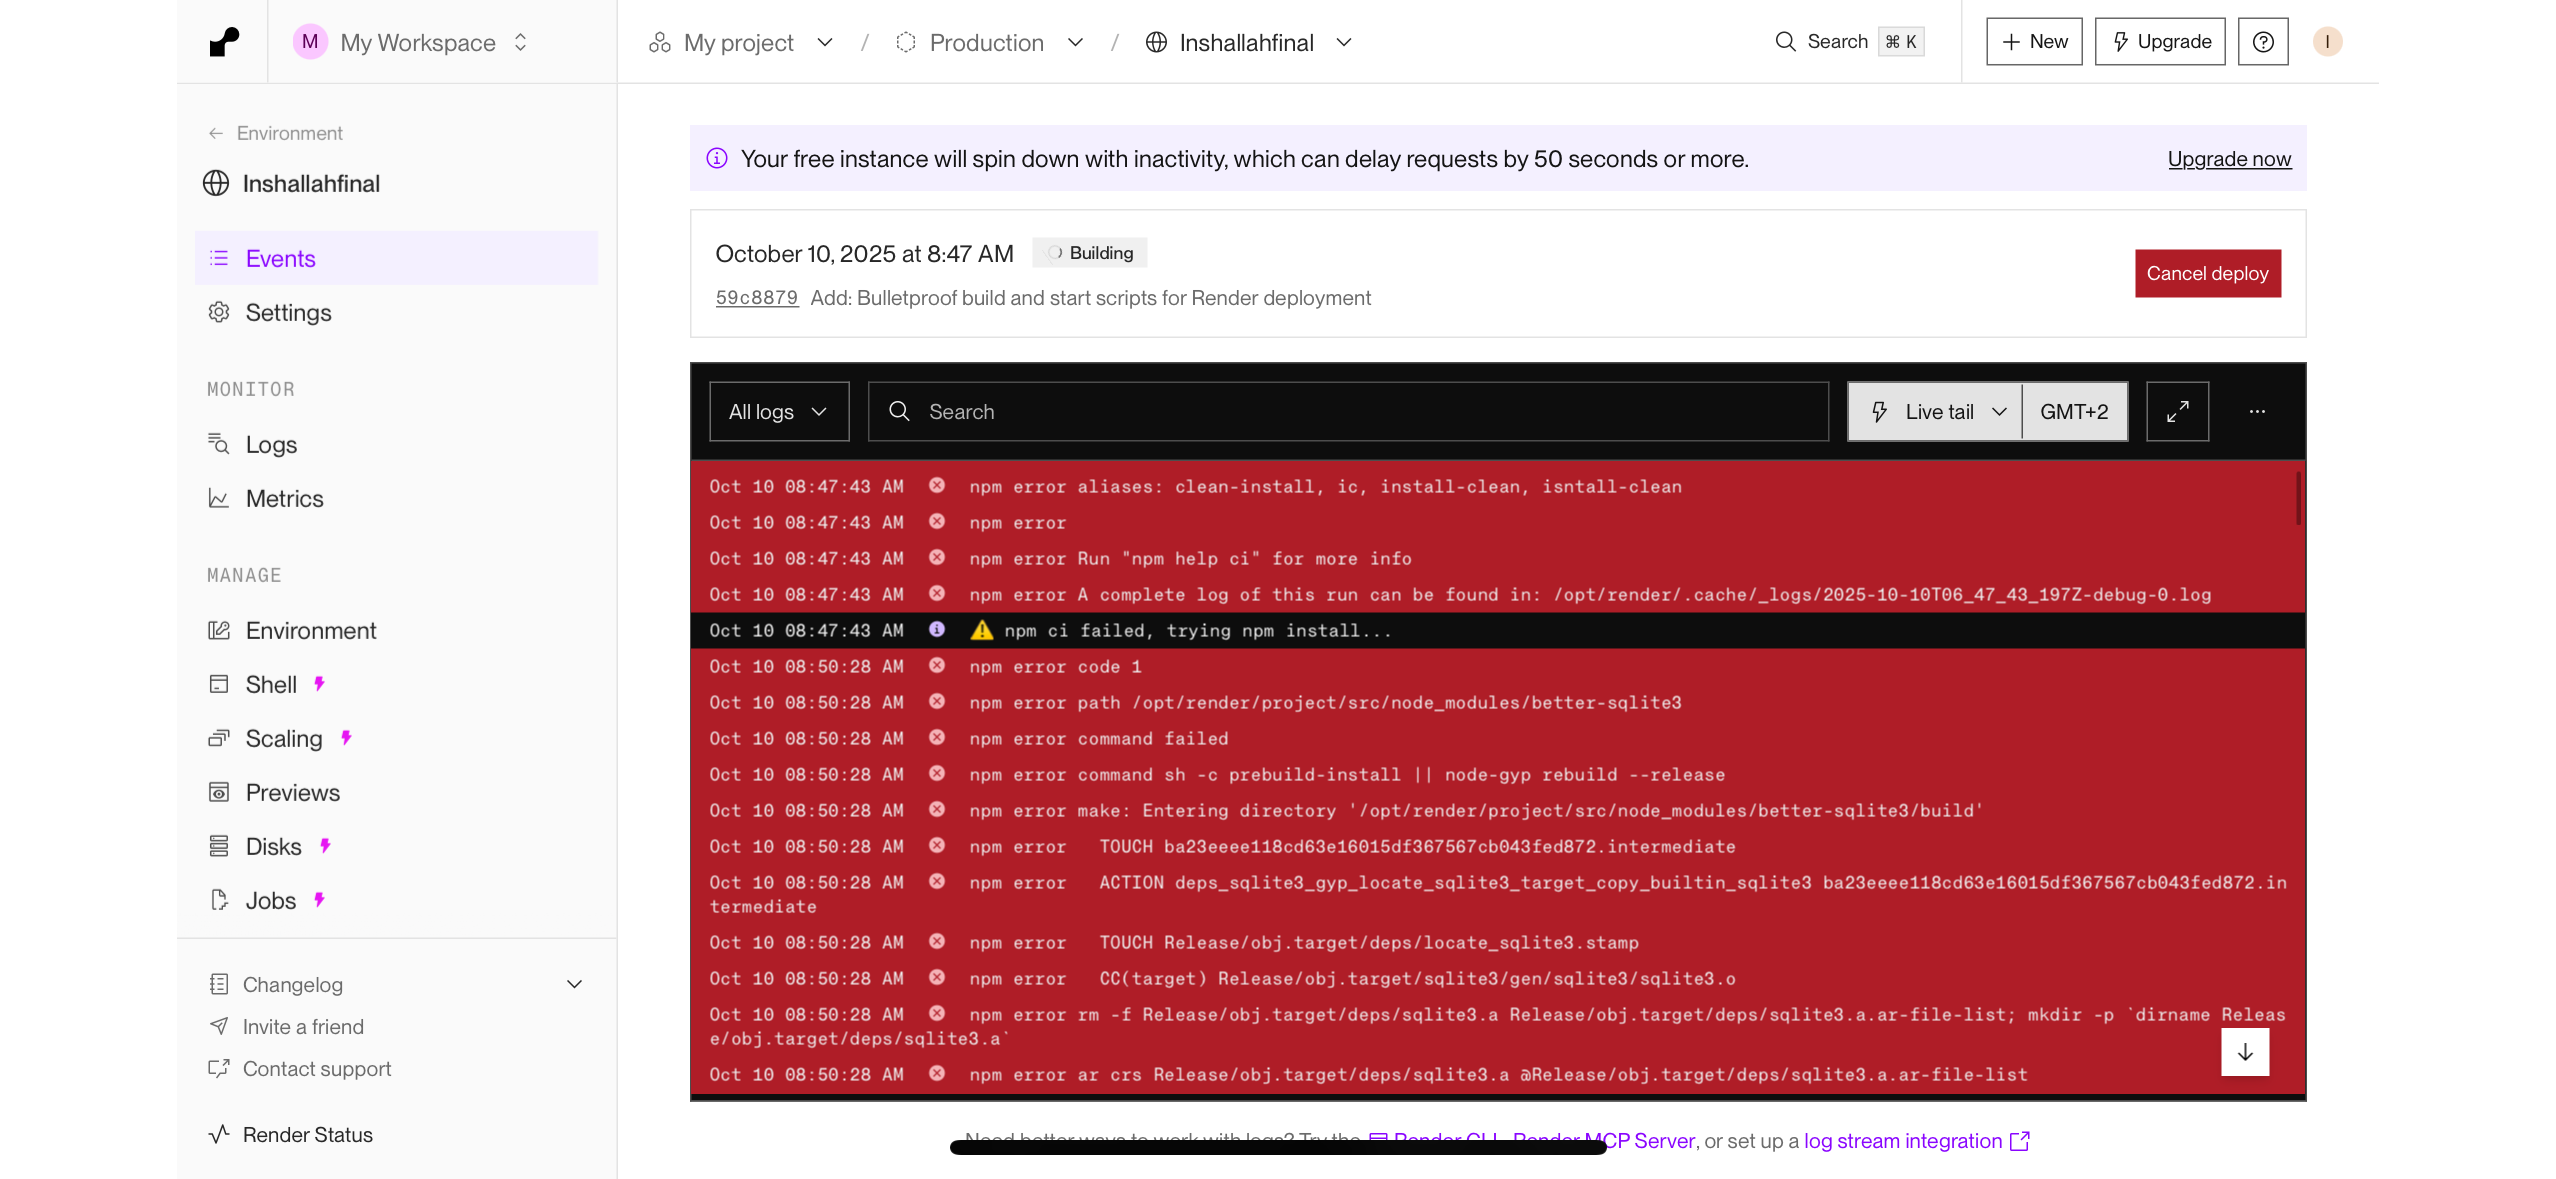 M My Workspace
My project / Production / Inshallahfinal
Search ⌘ K
+ New
Upgrade
I
← Environment
Inshallahfinal
Events
Settings
MONITOR
Logs
Metrics
MANAGE
Environment
Shell
Scaling
Previews
Disks
Jobs
Changelog
Invite a friend
Contact support
Render Status
Your free instance will spin down with inactivity, which can delay requests by 50 seconds or more.
Upgrade now
October 10, 2025 at 8:47 AM Building
59c8879 Add: Bulletproof build and start scripts for Render deployment
Cancel deploy
All logs
Search
Live tail
GMT+2
Oct 10 08:47:43 AM npm error aliases: clean-install, ic, install-clean, isntall-clean
Oct 10 08:47:43 AM npm error
Oct 10 08:47:43 AM npm error Run "npm help ci" for more info
Oct 10 08:47:43 AM npm error A complete log of this run can be found in: /opt/render/.cache/_logs/2025-10-10T06_47_43_197Z-debug-0.log
Oct 10 08:47:43 AM ⚠️ npm ci failed, trying npm install...
Oct 10 08:50:28 AM npm error code 1
Oct 10 08:50:28 AM npm error path /opt/render/project/src/node_modules/better-sqlite3
Oct 10 08:50:28 AM npm error command failed
Oct 10 08:50:28 AM npm error command sh -c prebuild-install || node-gyp rebuild --release
Oct 10 08:50:28 AM npm error make: Entering directory '/opt/render/project/src/node_modules/better-sqlite3/build'
Oct 10 08:50:28 AM npm error TOUCH ba23eeee118cd63e16015df367567cb043fed872.intermediate
Oct 10 08:50:28 AM npm error ACTION deps_sqlite3_gyp_locate_sqlite3_target_copy_builtin_sqlite3 ba23eeee118cd63e16015df367567cb043fed872.in
termediate
Oct 10 08:50:28 AM npm error TOUCH Release/obj.target/deps/locate_sqlite3.stamp
Oct 10 08:50:28 AM npm error CC(target) Release/obj.target/sqlite3/gen/sqlite3/sqlite3.o
Oct 10 08:50:28 AM npm error rm -f Release/obj.target/deps/sqlite3.a Release/obj.target/deps/sqlite3.a.ar-file-list; mkdir -p `dirname Releas
e/obj.target/deps/sqlite3.a`
Oct 10 08:50:28 AM npm error ar crs Release/obj.target/deps/sqlite3.a @Release/obj.target/deps/sqlite3.a.ar-file-list
Need better ways to work with logs? Try the Render CLI, Render MCP Server, or set up a log stream integration